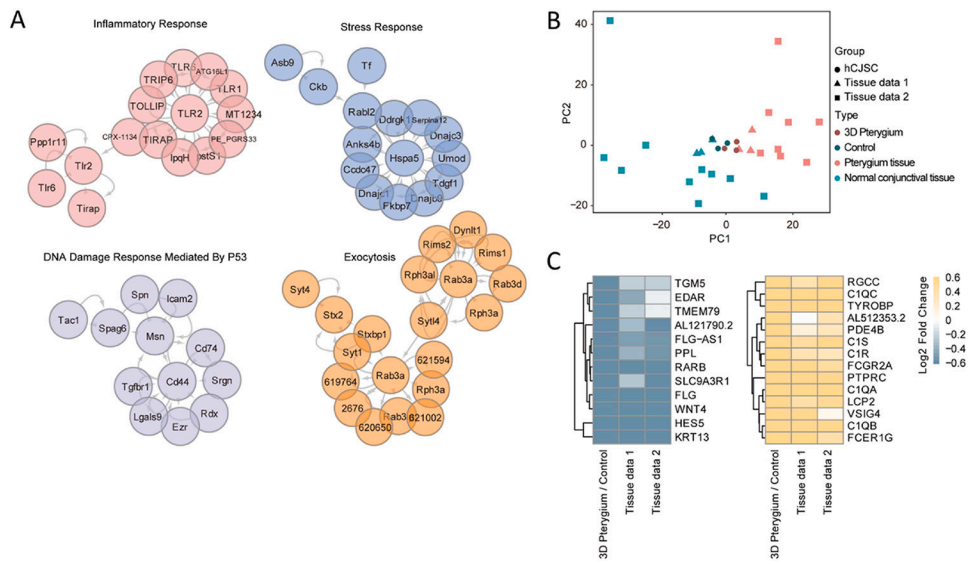 A
Inflammatory Response
TRIP6
ATG16L1
TLR1
TOLLIP
TLR2
MT1234
CPX-1134
TIRAP
PE_PGRS33
IpqH
Ppp1r11
Tlr2
Tlr6
Tirap
Stress Response
Asb9
Tf
Ckb
Rabl2
Ddrgk1
Serpina12
Dnajc3
Anks4b
Hspa5
Umod
Ccdc47
Tdgf1
Dnajc1
Fkbp7
DNA Damage Response Mediated By P53
Spn
Icam2
Tac1
Spag6
Msn
Cd74
Tgfbr1
Cd44
Srgn
Lgals9
Ezr
Rdx
Exocytosis
Dynlt1
Rims2
Rims1
Rph3al
Rab3a
Rab3d
Rph3a
Sytl4
Syt4
Stx2
Stxbp1
Syt1
621594
619764
Rab3a
Rph3a
2676
620650
Rab3
621002
B
PC2
40
20
0
−20
0
20
PC1
Group
hCJSC
Tissue data 1
Tissue data 2
Type
3D Pterygium
Control
Pterygium tissue
Normal conjunctival tissue
C
TGM5
EDAR
TMEM79
AL121790.2
FLG-AS1
PPL
RARB
SLC9A3R1
FLG
WNT4
HES5
KRT13
3D Pterygium / Control
Tissue data 1
Tissue data 2
RGCC
C1QC
TYROBP
AL512353.2
PDE4B
C1S
C1R
FCGR2A
PTPRC
C1QA
LCP2
VSIG4
C1QB
FCER1G
3D Pterygium / Control
Tissue data 1
Tissue data 2
Log2 Fold Change
0.6
0.4
0.2
0
−0.2
−0.4
−0.6